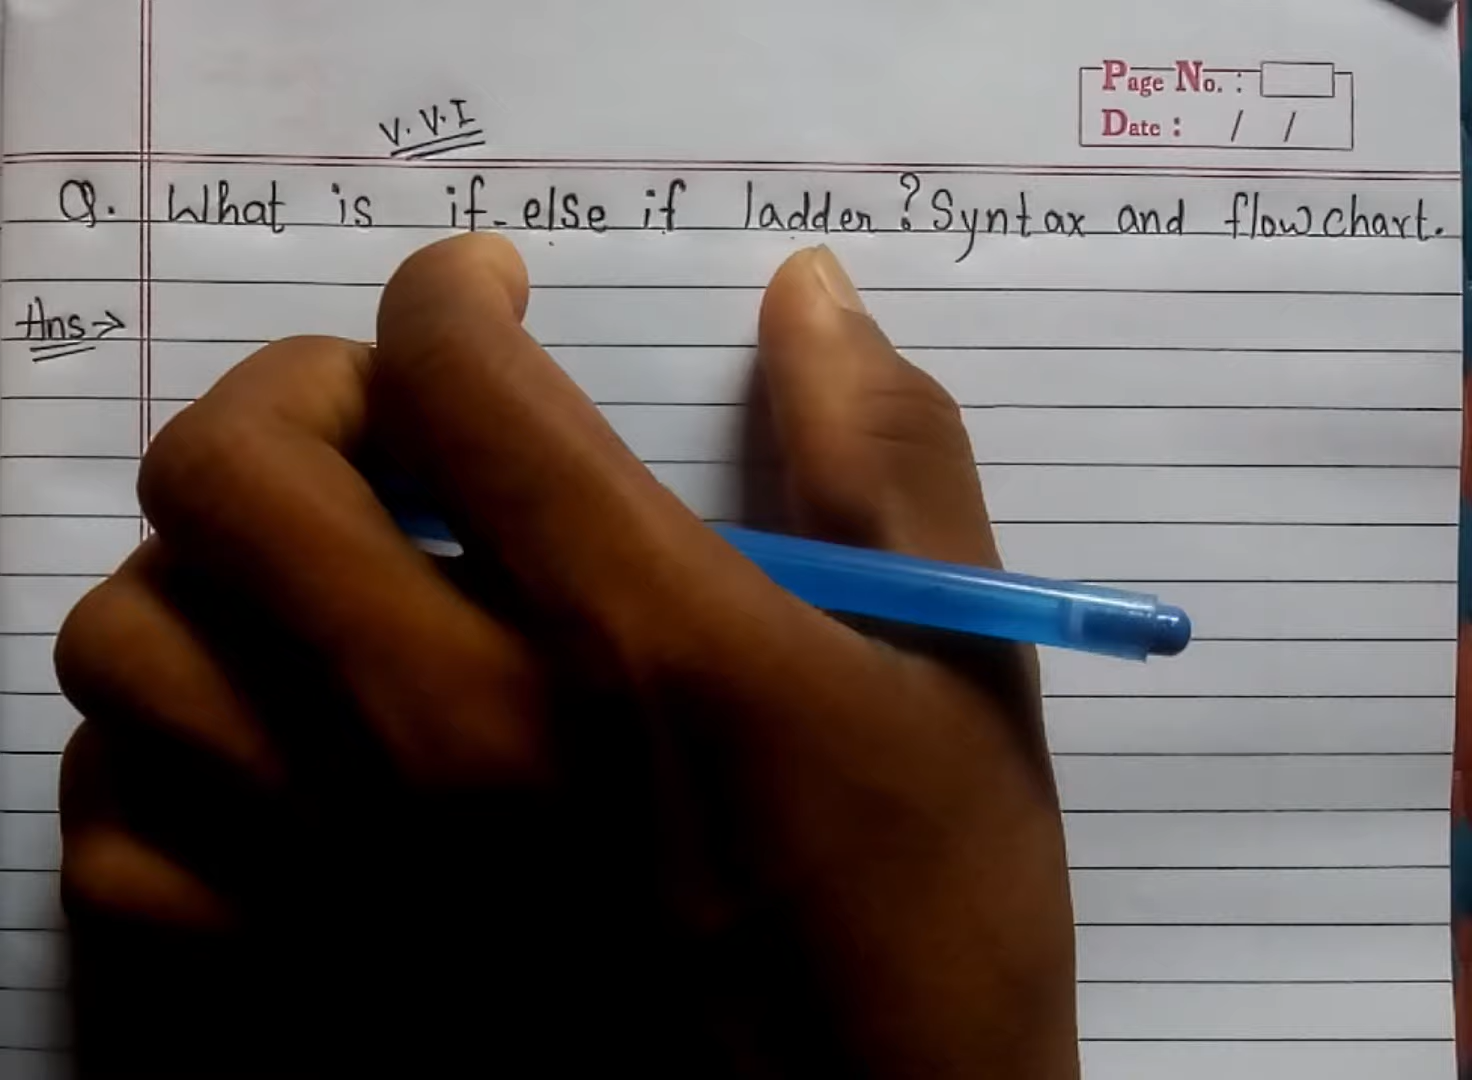 Page No. :
Date : / /
V.V.I
Q. What is if-else if ladder? Syntax and flowchart.
Ans →